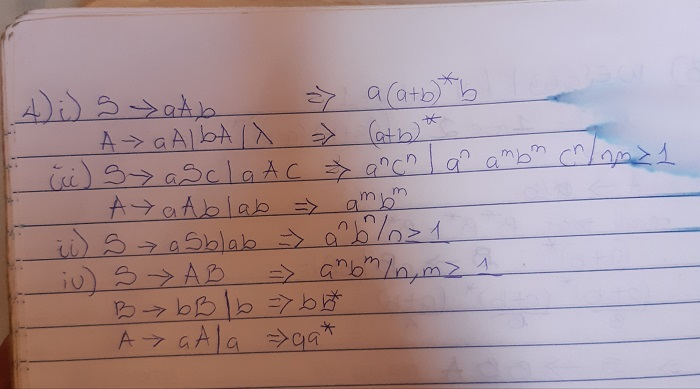 4) i) S → aAb ⇒ a(a+b)*b
A → aA|bA|λ ⇒ (a+b)*
iii) S → aSc|aAc ⇒ aⁿcⁿ | aⁿ aᵐbᵐ cⁿ/n,m ≥ 1
A → aAb|ab ⇒ aᵐbᵐ
ii) S → aSb|ab ⇒ aⁿbⁿ/n ≥ 1
iv) S → AB ⇒ aⁿbᵐ/n,m ≥ 1
B → bB|b ⇒ bb*
A → aA|a ⇒ aa*